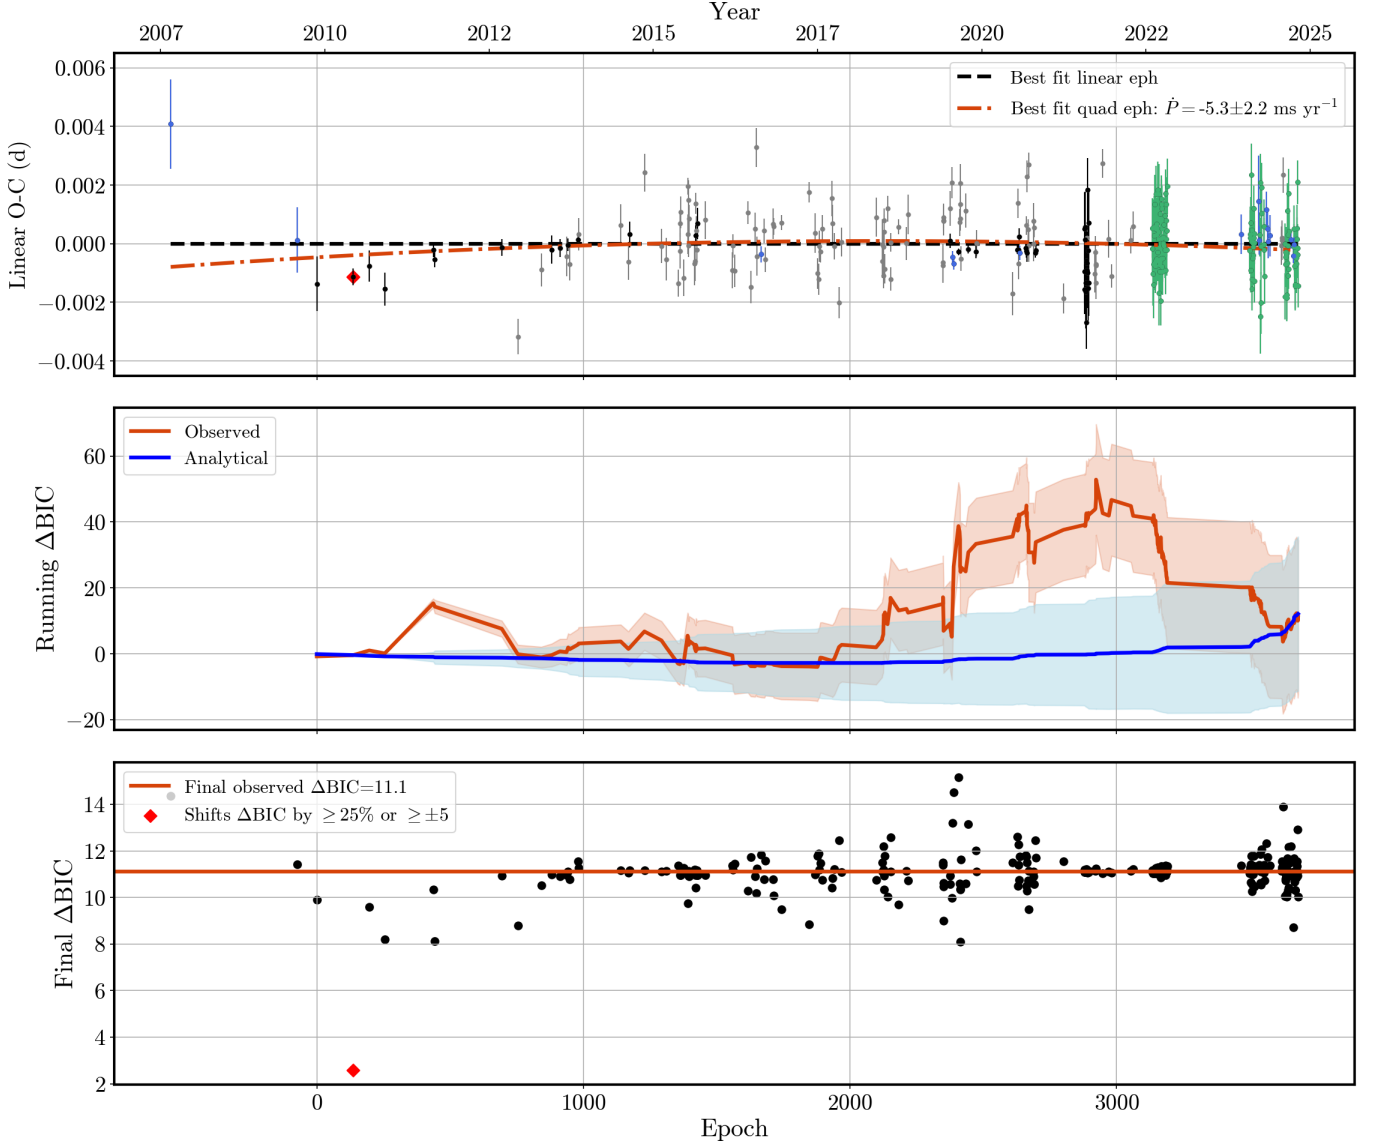 Year
2007 2010 2012 2015 2017 2020 2022 2025
Linear O-C (d)
0.006
0.004
0.002
0.000
−0.002
−0.004
Best fit linear eph
Best fit quad eph: Ṗ = -5.3±2.2 ms yr⁻¹
Running ΔBIC
60
40
20
0
−20
Observed
Analytical
Final ΔBIC
14
12
10
8
6
4
2
Final observed ΔBIC=11.1
Shifts ΔBIC by ≥25% or ≥±5
0 1000 2000 3000
Epoch